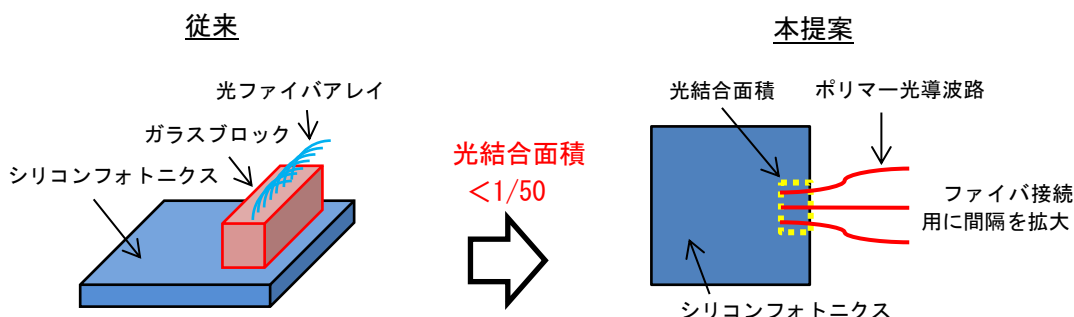 従来
光ファイバアレイ
ガラスブロック
シリコンフォトニクス
光結合面積
<1/50
本提案
光結合面積
ポリマー光導波路
ファイバ接続
用に間隔を拡大
シリコンフォトニクス